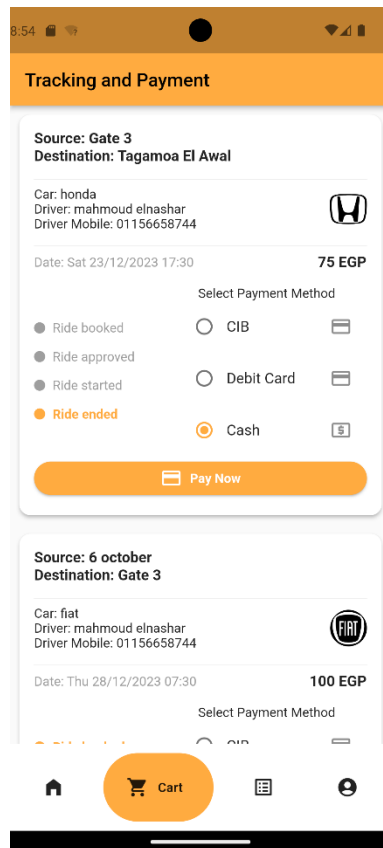 8:54
Tracking and Payment
Source: Gate 3
Destination: Tagamoa El Awal
Car: honda
Driver: mahmoud elnashar
Driver Mobile: 01156658744
Date: Sat 23/12/2023 17:30
75 EGP
Select Payment Method
Ride booked
Ride approved
Ride started
Ride ended
CIB
Debit Card
Cash
Pay Now
Source: 6 october
Destination: Gate 3
Car: fiat
Driver: mahmoud elnashar
Driver Mobile: 01156658744
FIAT
Date: Thu 28/12/2023 07:30
100 EGP
Select Payment Method
Cart